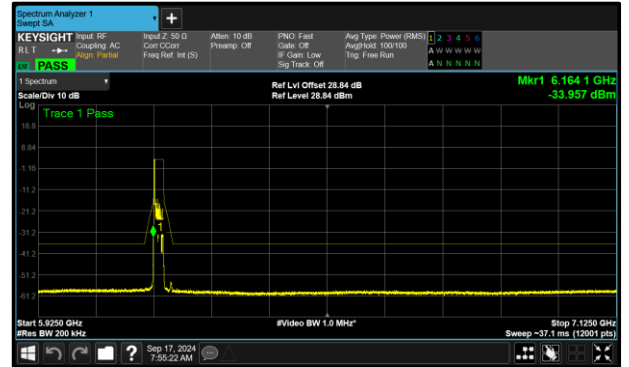 Spectrum Analyzer 1
Swept SA
KEYSIGHT
RLT
PASS
Input: RF
Coupling: AC
Align: Partial
Input Z: 50 Ω
Corr CCorr
Freq Ref: Int (S)
Atten: 10 dB
Preamp: Off
PNO: Fast
Gate: Off
IF Gain: Low
Sig Track: Off
Avg Type: Power (RMS)
Avg|Hold: 100/100
Trig: Free Run
1 2 3 4 5 6
A W W W W W
A N N N N N
1 Spectrum
Scale/Div 10 dB
Ref Lvl Offset 28.84 dB
Ref Level 28.84 dBm
Mkr1 6.164 1 GHz
-33.957 dBm
Log
Trace 1 Pass
18.8
8.84
-1.16
-11.2
-21.2
-31.2
-41.2
-51.2
-61.2
1
Start 5.9250 GHz
#Res BW 200 kHz
#Video BW 1.0 MHz*
Stop 7.1250 GHz
Sweep ~37.1 ms (12001 pts)
?
Sep 17, 2024
7:55:22 AM